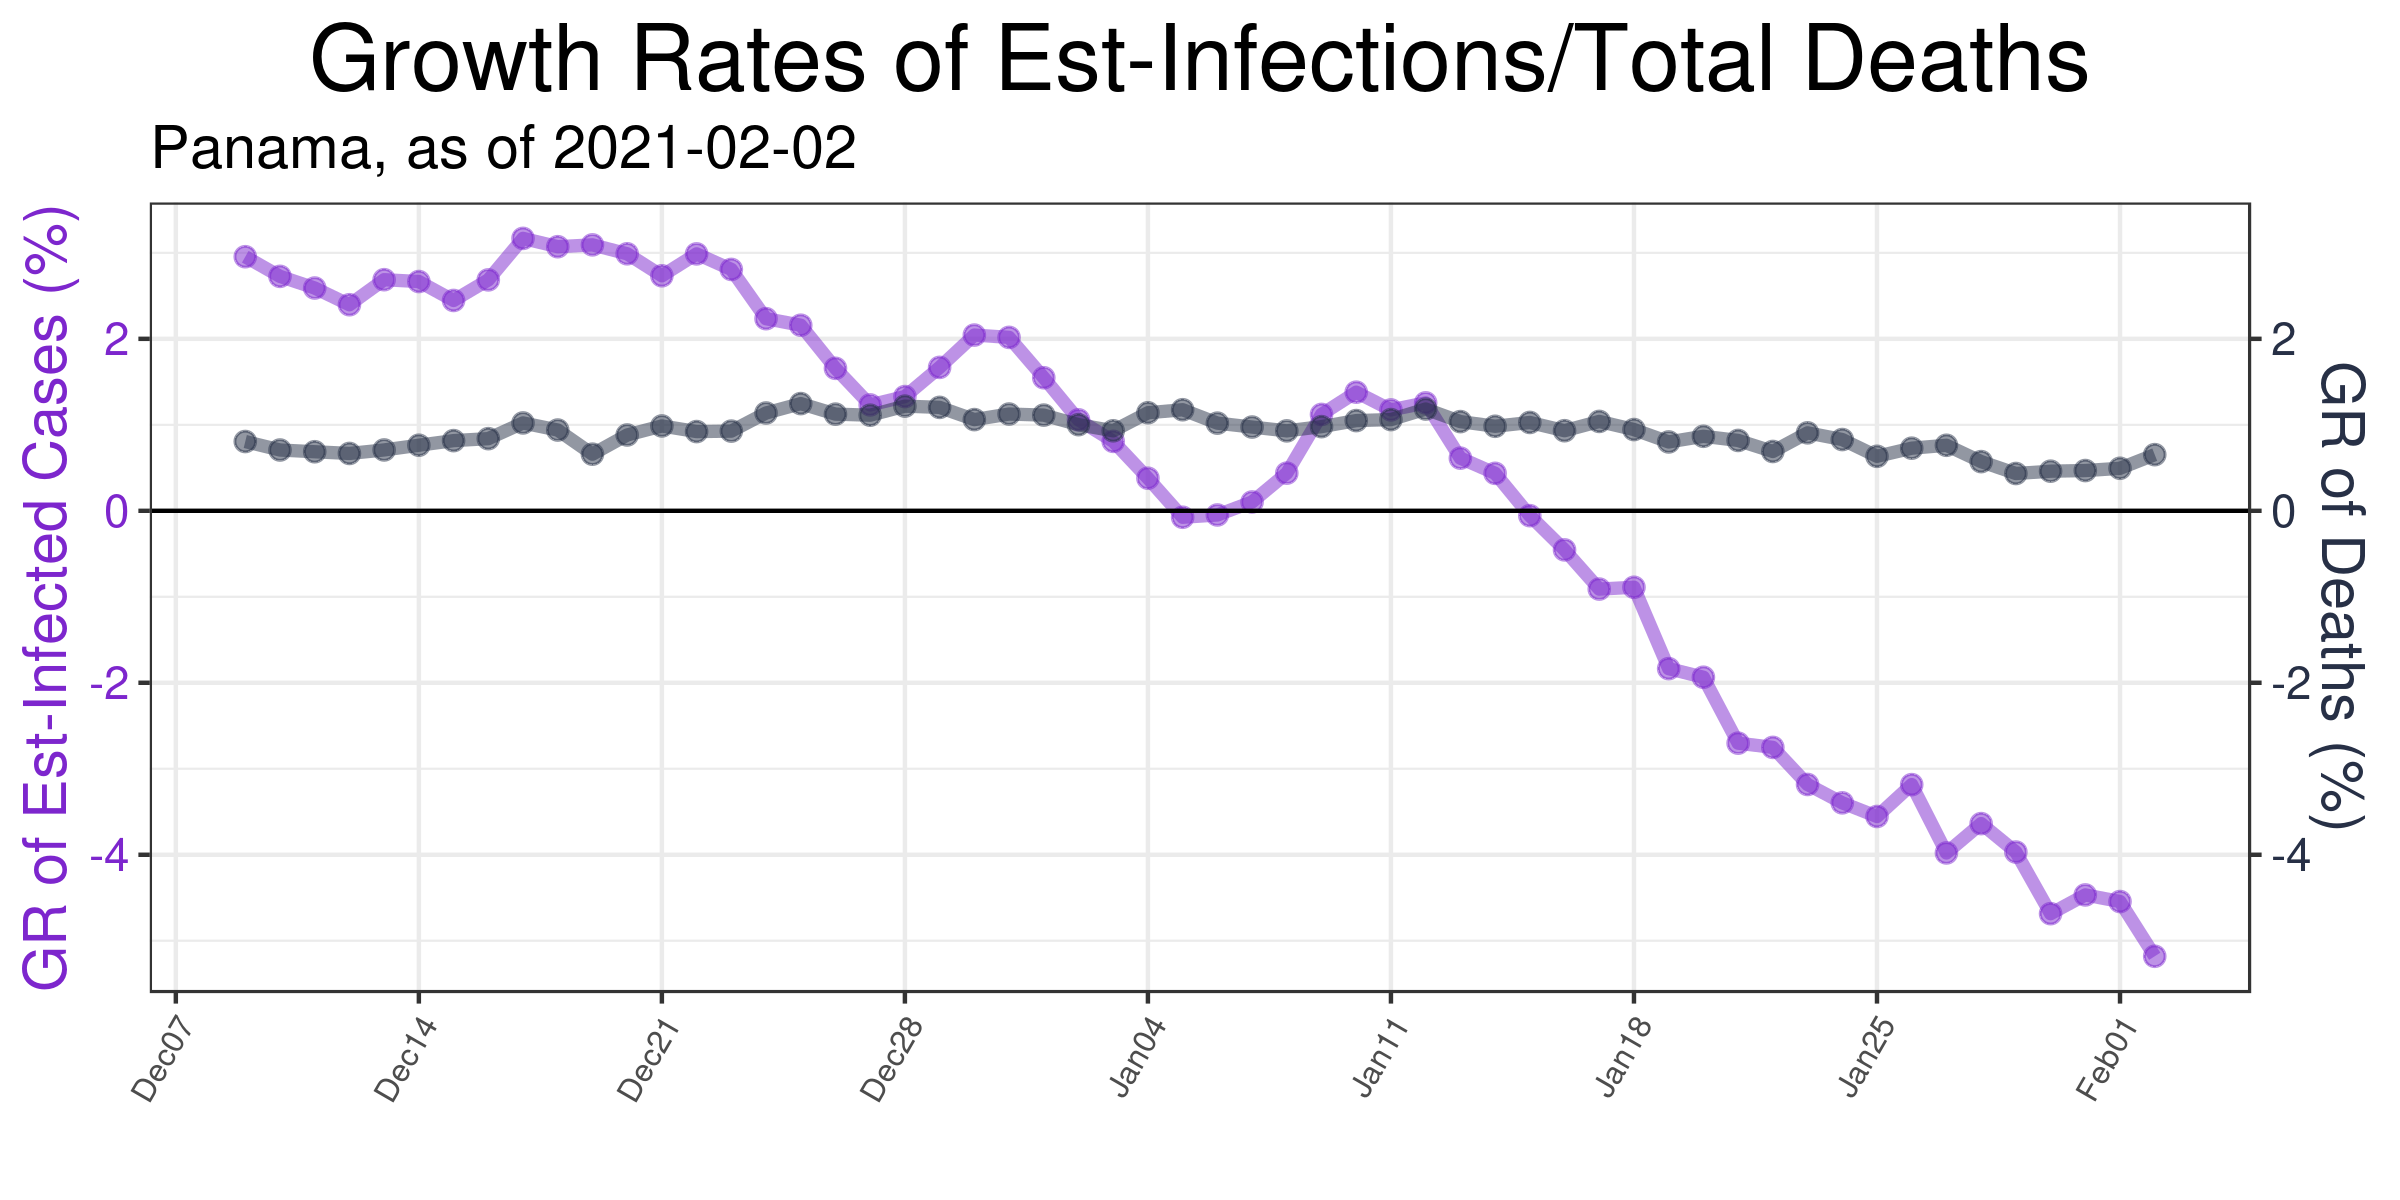 Growth Rates of Est-Infections/Total Deaths
Panama, as of 2021-02-02
GR of Est-Infected Cases (%)
2
0
-2
-4
2
0
-2
-4
GR of Deaths (%)
Dec07
Dec14
Dec21
Dec28
Jan04
Jan11
Jan18
Jan25
Feb01